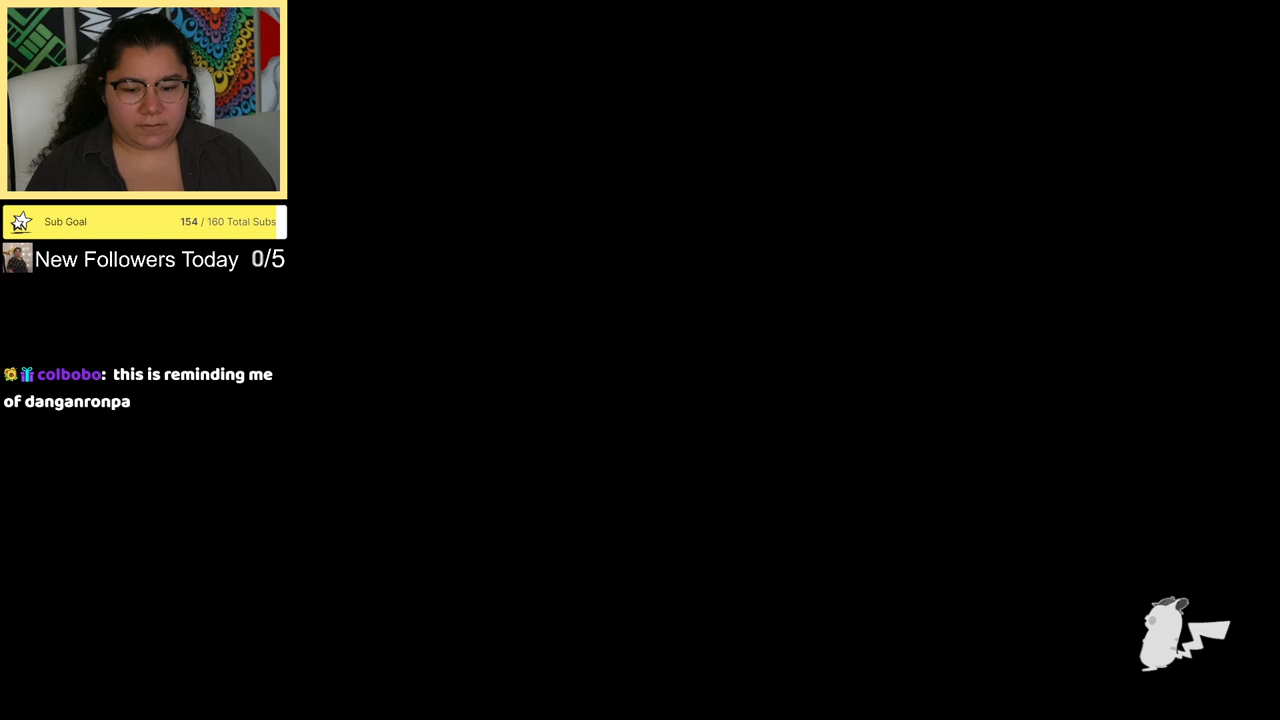 Sub Goal 154 / 160 Total Subs
New Followers Today 0/5
colbobo: this is reminding me
of danganronpa